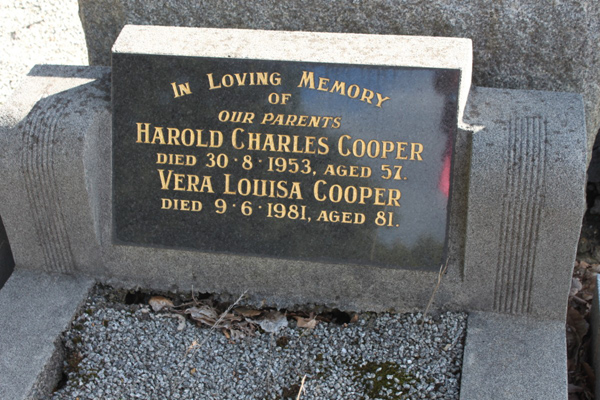 In Loving Memory
of
our parents
Harold Charles Cooper
died 30·8·1953, aged 57.
Vera Louisa Cooper
died 9·6·1981, aged 81.